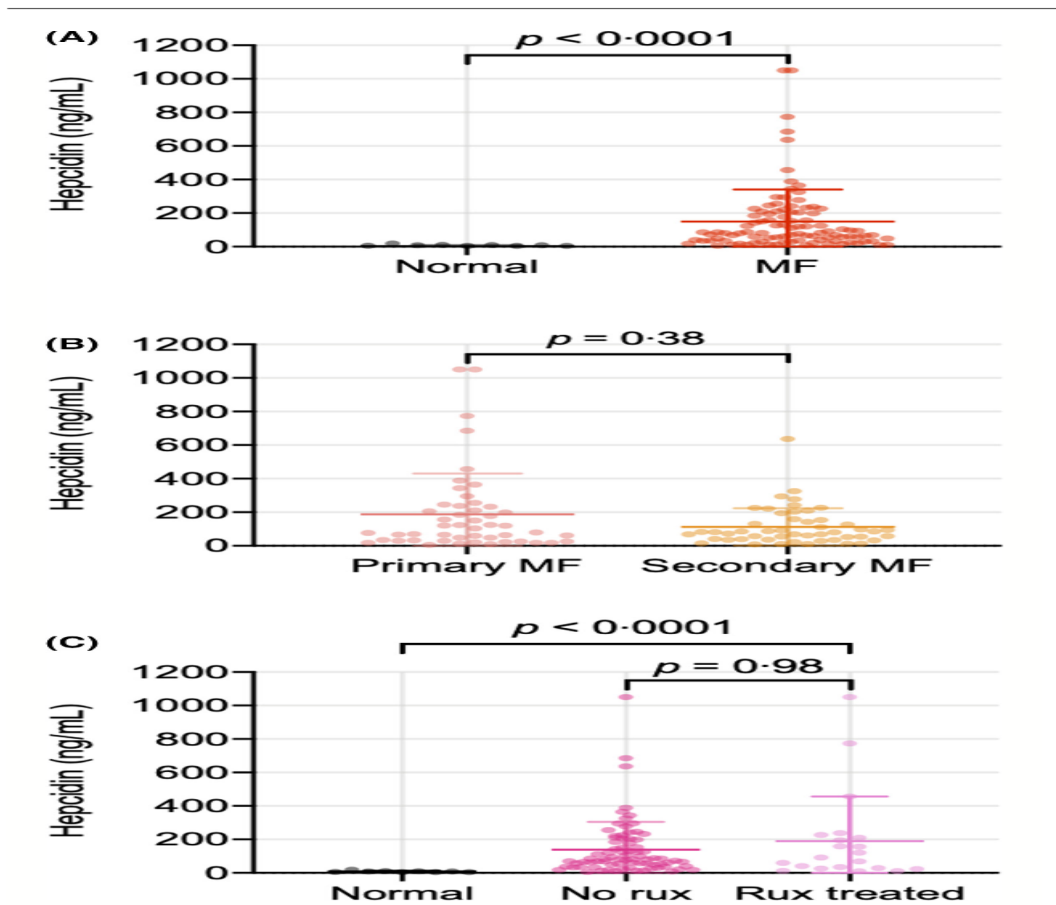 (A)
p < 0·0001
Hepcidin (ng/mL)
1200
1000
800
600
400
200
0
Normal MF
(B)
p = 0·38
Hepcidin (ng/mL)
1200
1000
800
600
400
200
0
Primary MF Secondary MF
(C)
p < 0·0001
p = 0·98
Hepcidin (ng/mL)
1200
1000
800
600
400
200
0
Normal No rux Rux treated